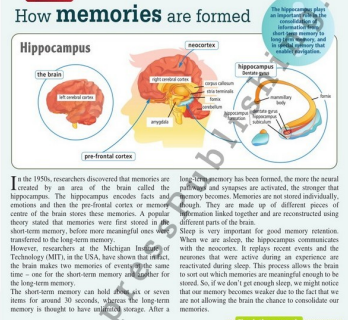 How memories are formed
The hippocampus plays
an important role in the
consolidation of
information from
short-term memory to
long-term memory, and
in spacial memory that
enables navigation.
Hippocampus
the brain
left cerebral cortex
neocortex
right cerebral cortex
corpus callosum
stria terminalis
fornix
cerebellum
amygdala
pre-frontal cortex
hippocampus
Dentate gyrus
mammillary
body
fornix
hippocampus
formation
dentate gyrus
hippocampus
subiculum
In the 1950s, researchers discovered that memories are
created by an area of the brain called the
hippocampus. The hippocampus encodes facts and
emotions and then the pre-frontal cortex or memory
centre of the brain stores these memories. A popular
theory stated that memories were first stored in the
short-term memory, before more meaningful ones were
transferred to the long-term memory.
However, researchers at the Michigan Institute of
Technology (MIT), in the USA, have shown that in fact,
the brain makes two memories of events at the same
time – one for the short-term memory and another for
the long-term memory.
The short-term memory can hold about six or seven
items for around 30 seconds, whereas the long-term
memory is thought to have unlimited storage. After a
long-term memory has been formed, the more the neural
pathways and synapses are activated, the stronger that
memory becomes. Memories are not stored individually,
though. They are made up of different pieces of
information linked together and are reconstructed using
different parts of the brain.
Sleep is very important for good memory retention.
When we are asleep, the hippocampus communicates
with the neocortex. It replays recent events and the
neurones that were active during an experience are
reactivated during sleep. This process allows the brain
to sort out which memories are meaningful enough to be
stored. So, if we don't get enough sleep, we might notice
that our memory becomes weaker due to the fact that we
are not allowing the brain the chance to consolidate our
memories.